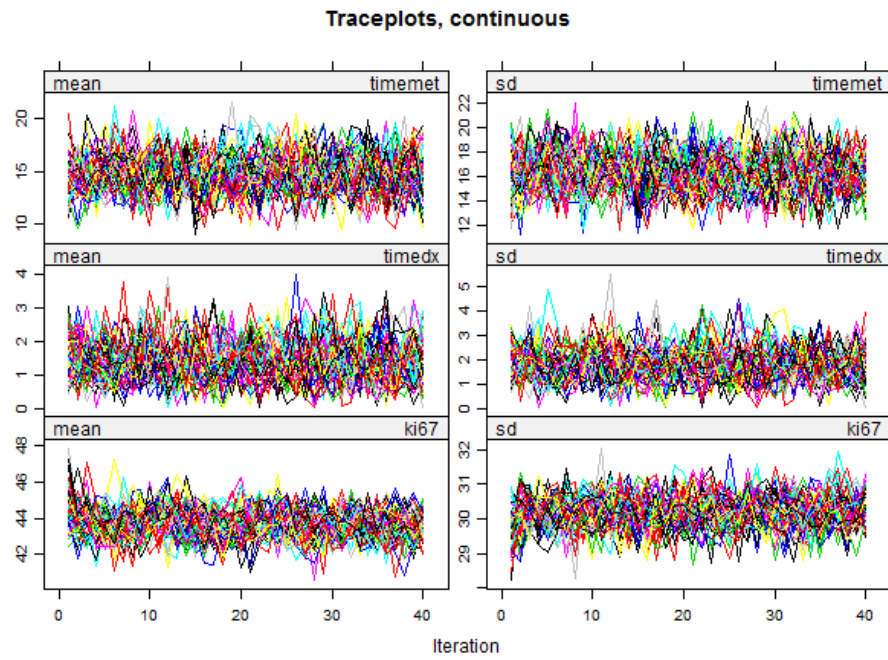 Traceplots, continuous
mean timemet
sd timemet
20
15
10
22
20
18
16
14
12
mean timedx
sd timedx
4
3
2
1
0
5
4
3
2
1
0
mean ki67
sd ki67
48
46
44
42
32
31
30
29
0 10 20 30 40
0 10 20 30 40
Iteration